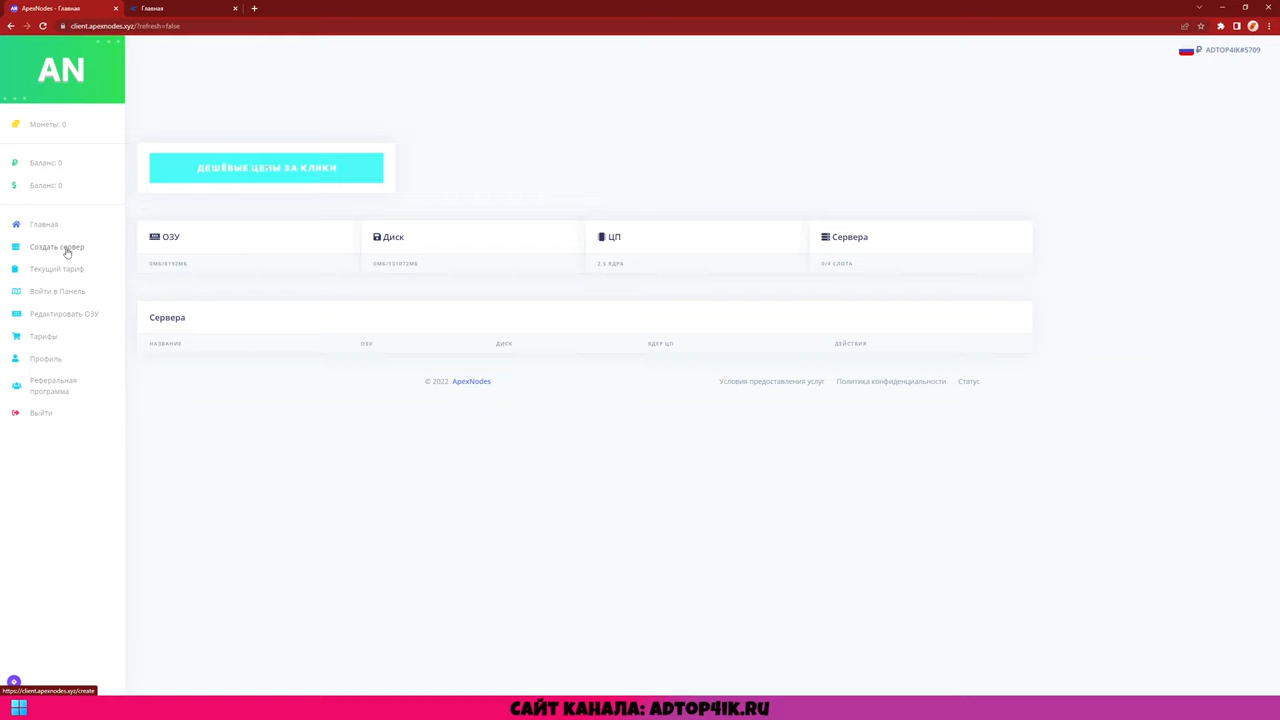 ApexNodes - Главная
Главная
client.apexnodes.xyz/?refresh=false
AN
ADTOP4IK#5709
Монеты: 0
Баланс: 0
Баланс: 0
Главная
Создать сервер
Текущий тариф
Войти в Панель
Редактировать ОЗУ
Тарифы
Профиль
Реферальная
программа
Выйти
ДЕШЁВЫЕ ЦЕНЫ ЗА КЛИКИ
ОЗУ
Диск
ЦП
Сервера
0МБ/8192МБ
0МБ/131072МБ
2.5 ЯДРА
0/4 СЛОТА
Сервера
НАЗВАНИЕ
ОЗУ
ДИСК
ЯДЕР ЦП
ДЕЙСТВИЯ
© 2022 ApexNodes
Условия предоставления услуг
Политика конфиденциальности
Статус
https://client.apexnodes.xyz/create
САЙТ КАНАЛА: ADTOP4IK.RU